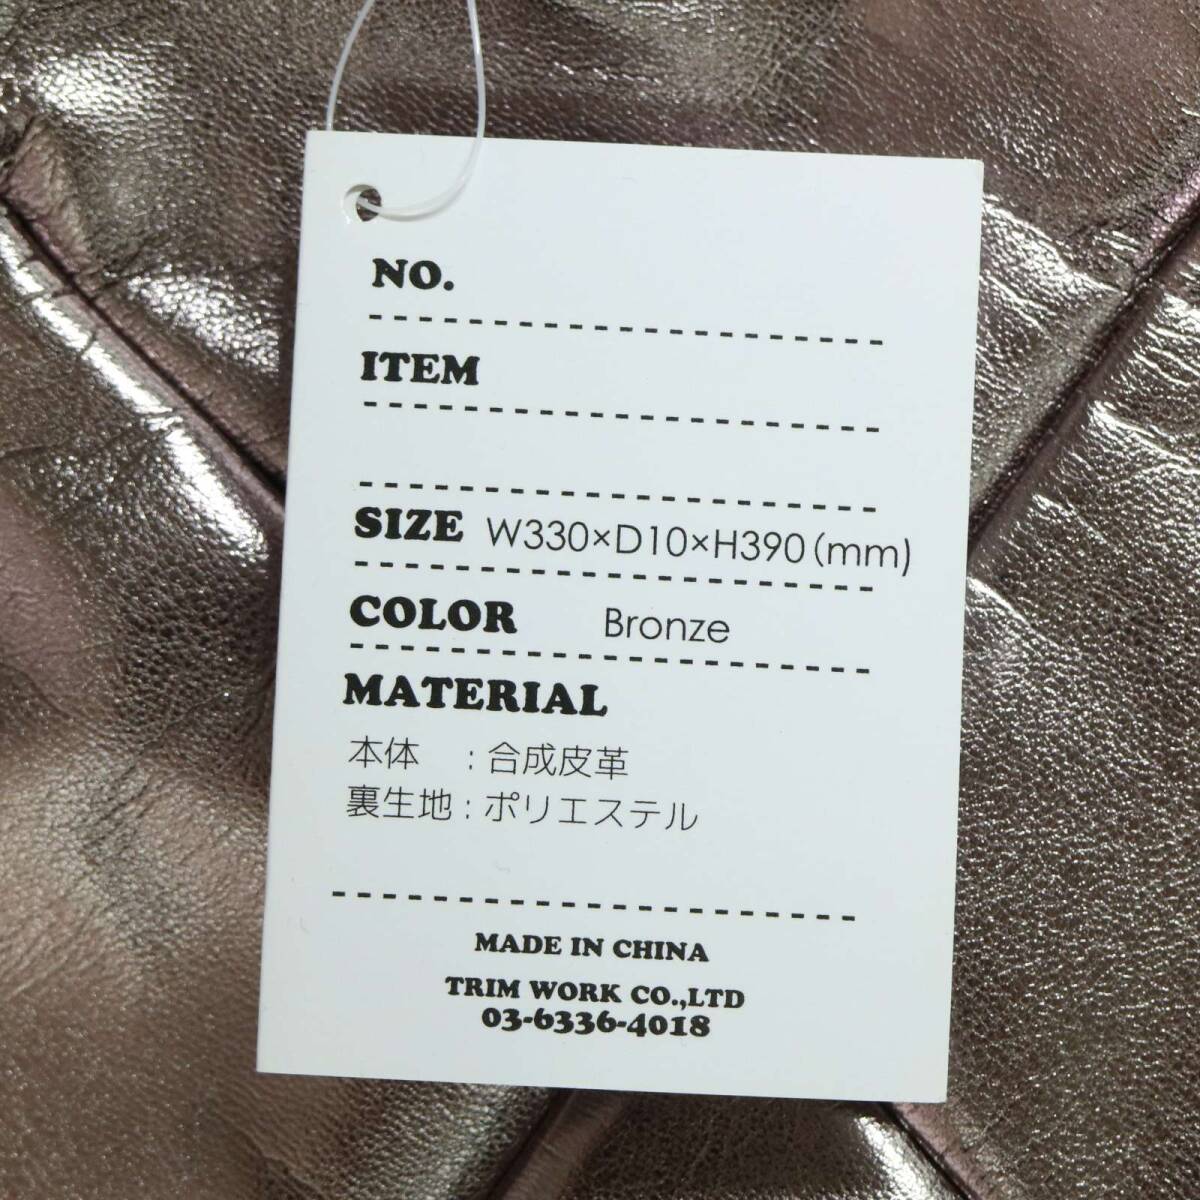 NO.
ITEM
SIZE W330×D10×H390(mm)
COLOR Bronze
MATERIAL
本体 : 合成皮革
裏生地 : ポリエステル
MADE IN CHINA
TRIM WORK CO.,LTD
03-6336-4018